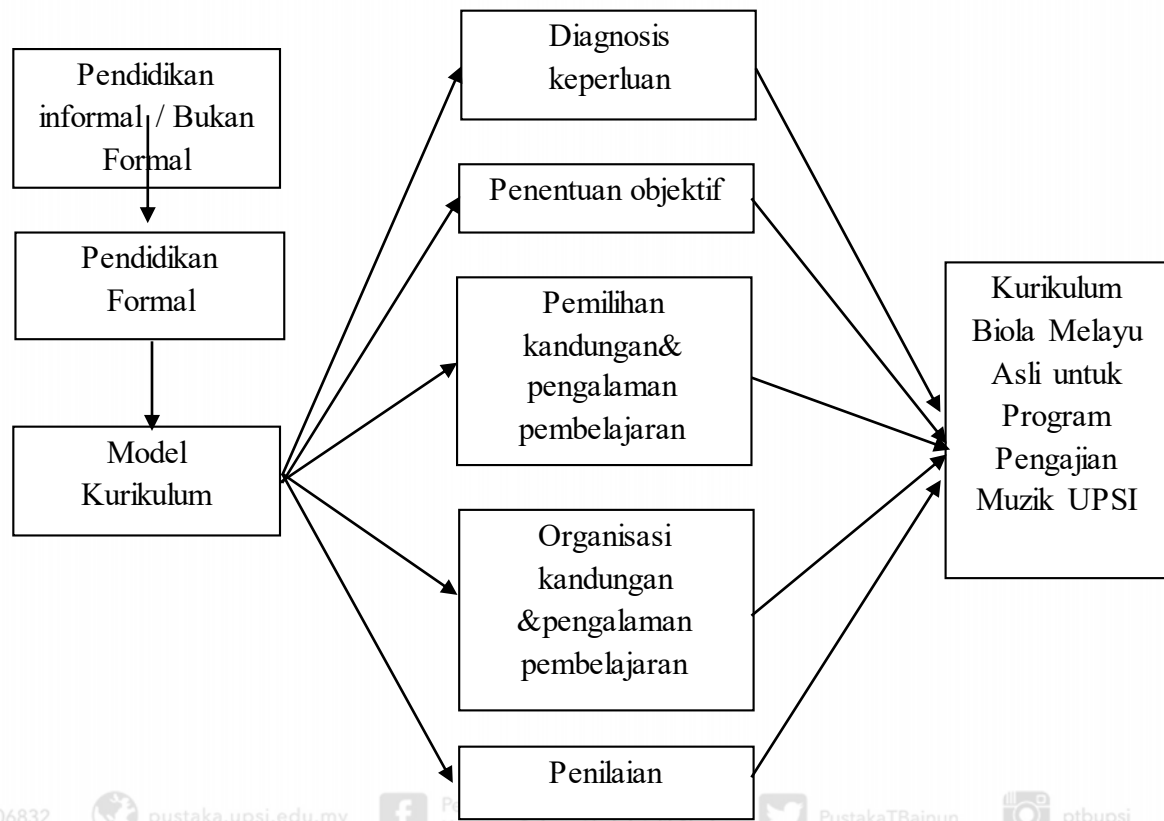 Pendidikan
informal / Bukan
Formal
Pendidikan
Formal
Model
Kurikulum
Diagnosis
keperluan
Penentuan objektif
Pemilihan
kandungan&
pengalaman
pembelajaran
Organisasi
kandungan
&pengalaman
pembelajaran
Penilaian
Kurikulum
Biola Melayu
Asli untuk
Program
Pengajian
Muzik UPSI
06832
pustaka.upsi.edu.my
PustakaTBainun
ptbupsi